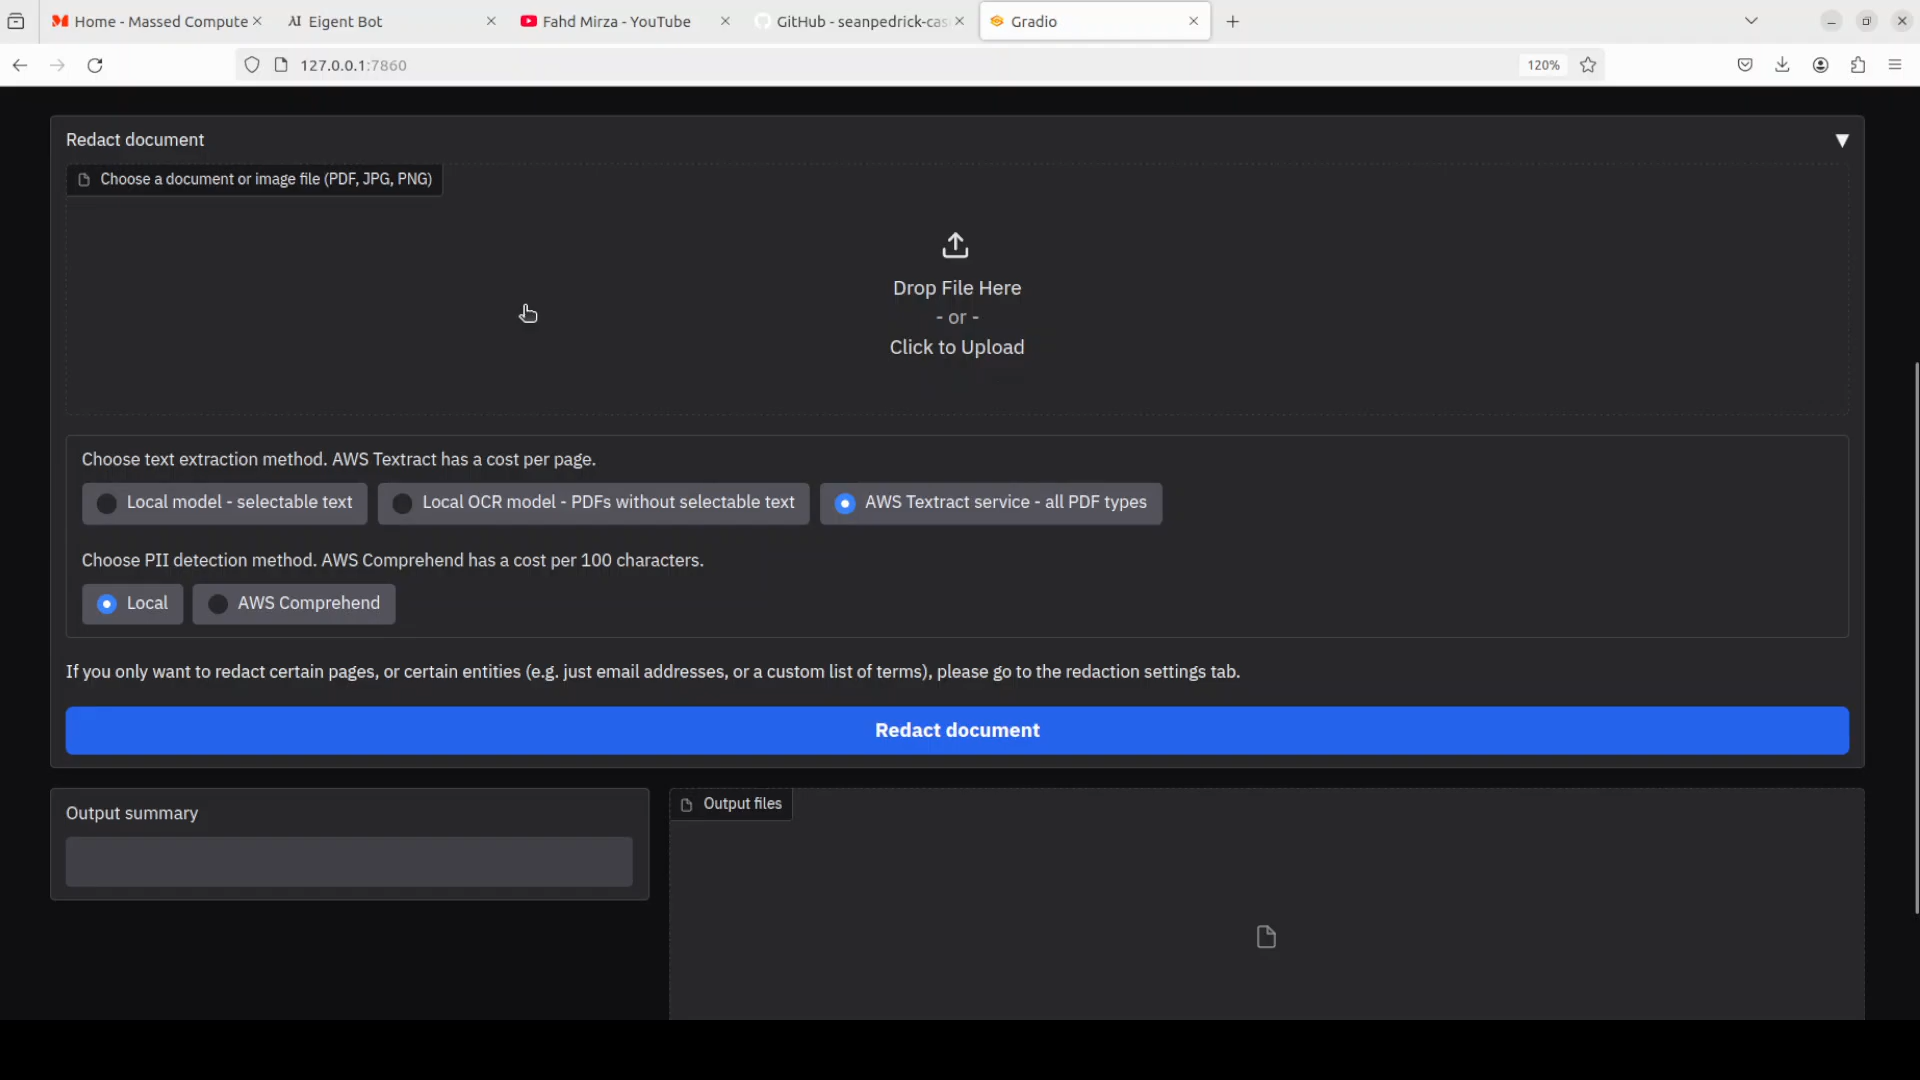 Home - Massed Compute
AI Eigent Bot
Fahd Mirza - YouTube
GitHub - seanpedrick-cas
Gradio
127.0.0.1:7860
120%
Redact document
Choose a document or image file (PDF, JPG, PNG)
Drop File Here
- or -
Click to Upload
Choose text extraction method. AWS Textract has a cost per page.
Local model - selectable text
Local OCR model - PDFs without selectable text
AWS Textract service - all PDF types
Choose PII detection method. AWS Comprehend has a cost per 100 characters.
Local
AWS Comprehend
If you only want to redact certain pages, or certain entities (e.g. just email addresses, or a custom list of terms), please go to the redaction settings tab.
Redact document
Output summary
Output files